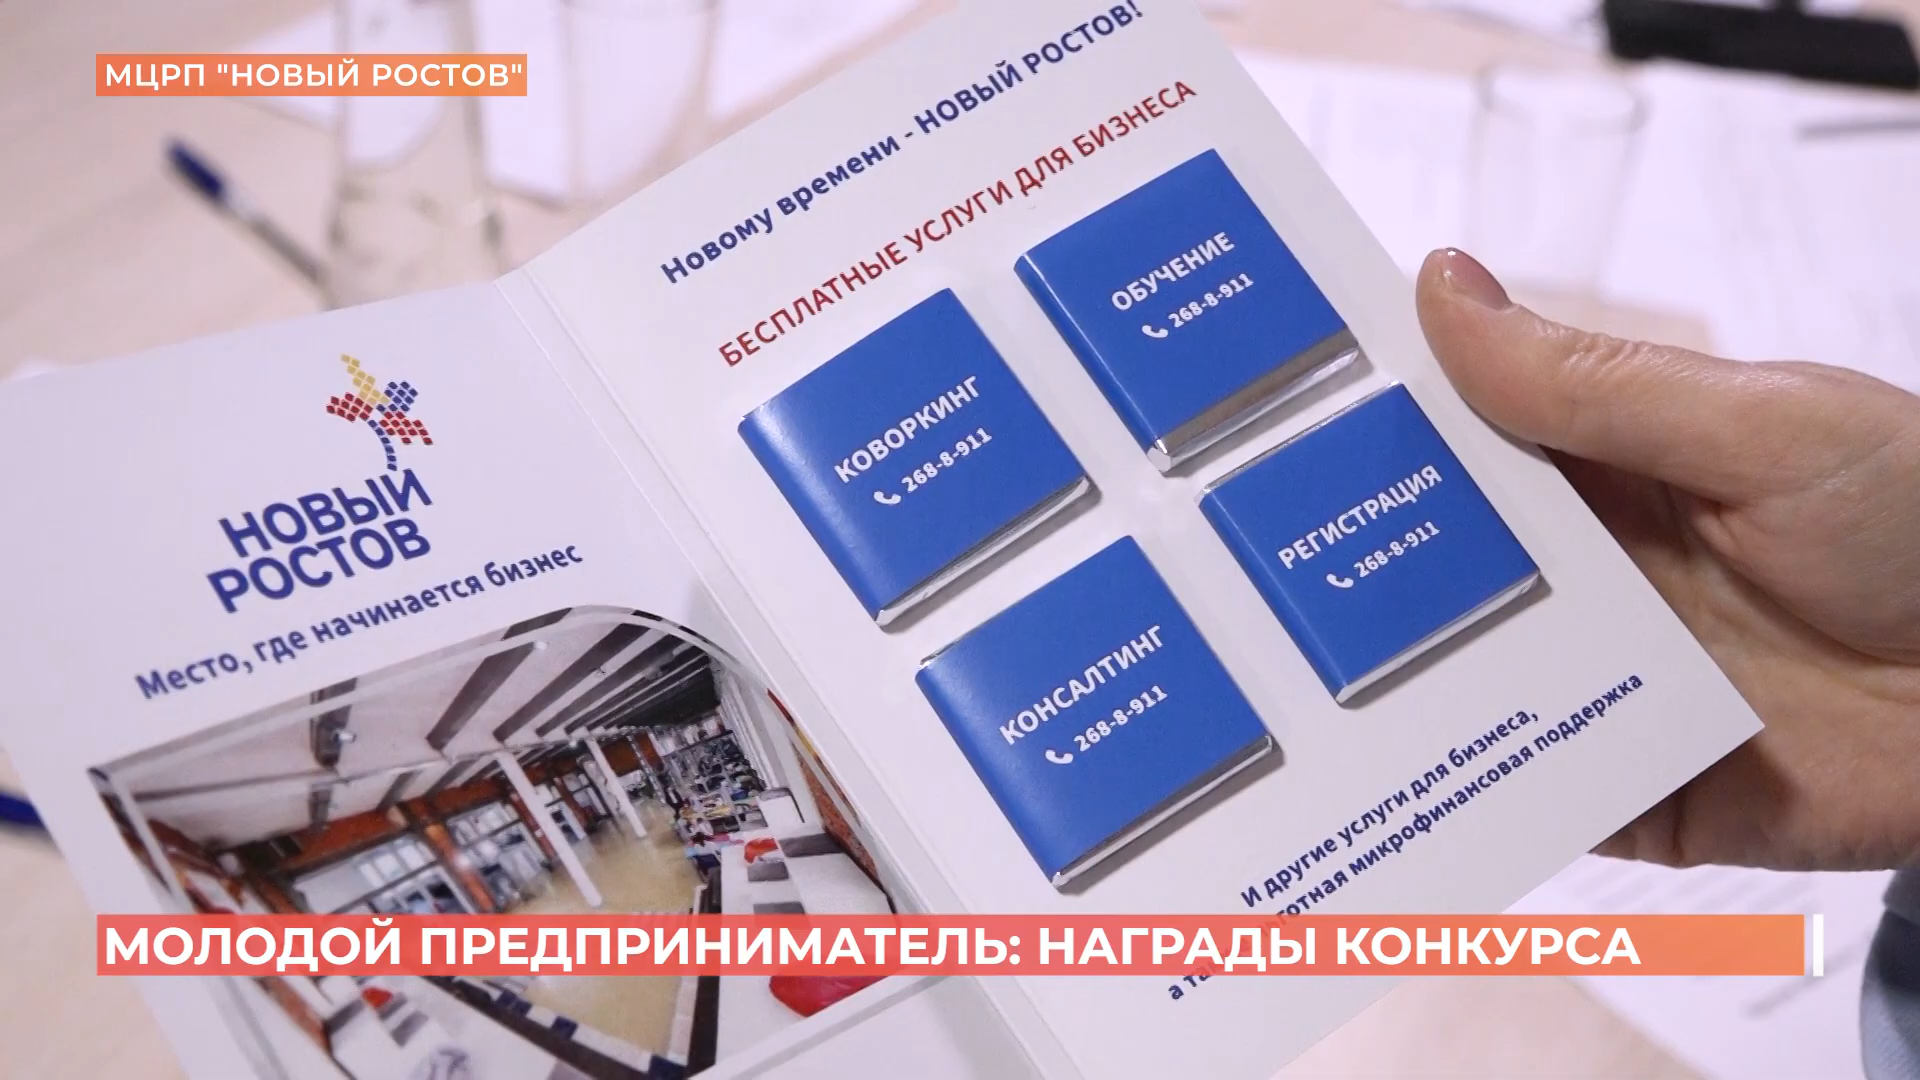 МЦРП "НОВЫЙ РОСТОВ"
НОВЫЙ
РОСТОВ
Место, где начинается бизнес
Новому времени - НОВЫЙ РОСТОВ!
БЕСПЛАТНЫЕ УСЛУГИ ДЛЯ БИЗНЕСА
КОВОРКИНГ
268-8-911
ОБУЧЕНИЕ
268-8-911
КОНСАЛТИНГ
268-8-911
РЕГИСТРАЦИЯ
268-8-911
И другие услуги для бизнеса,
а микрофинансовая поддержка
МОЛОДОЙ ПРЕДПРИНИМАТЕЛЬ: НАГРАДЫ КОНКУРСА